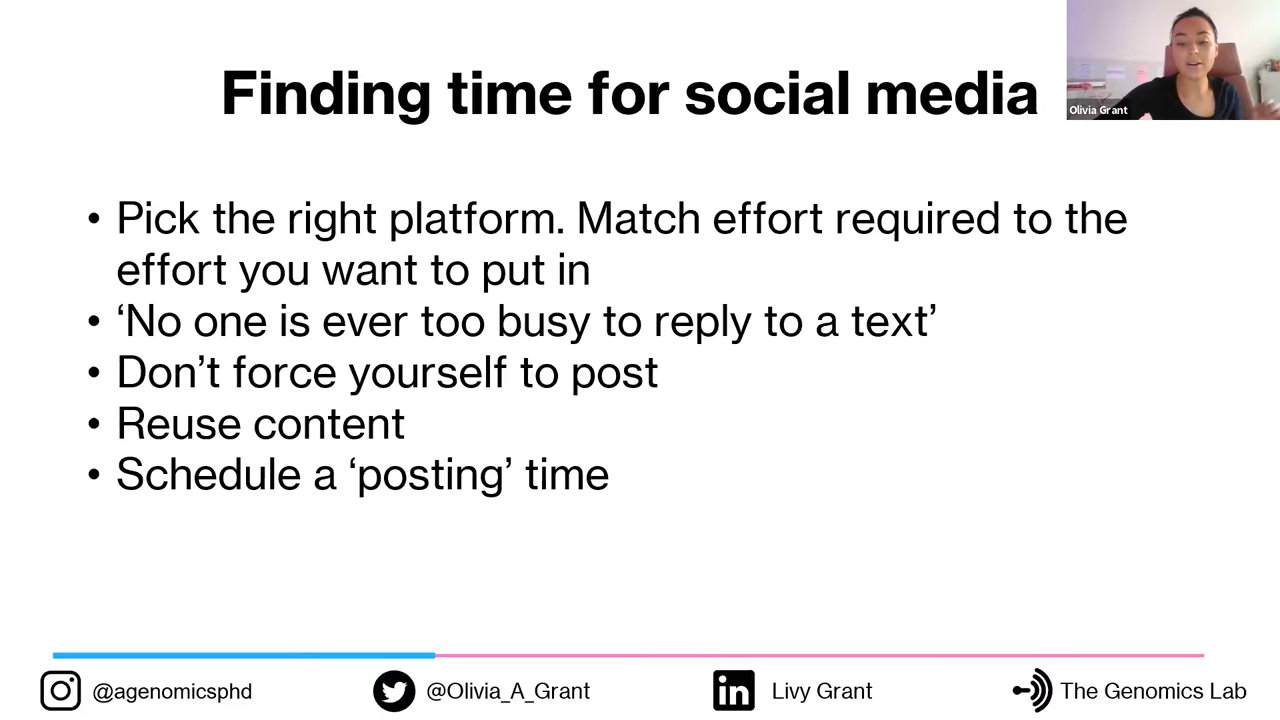 Finding time for social media
Olivia Grant
• Pick the right platform. Match effort required to the
effort you want to put in
• ‘No one is ever too busy to reply to a text’
• Don’t force yourself to post
• Reuse content
• Schedule a ‘posting’ time
@agenomicsphd
@Olivia_A_Grant
in
Livy Grant
The Genomics Lab